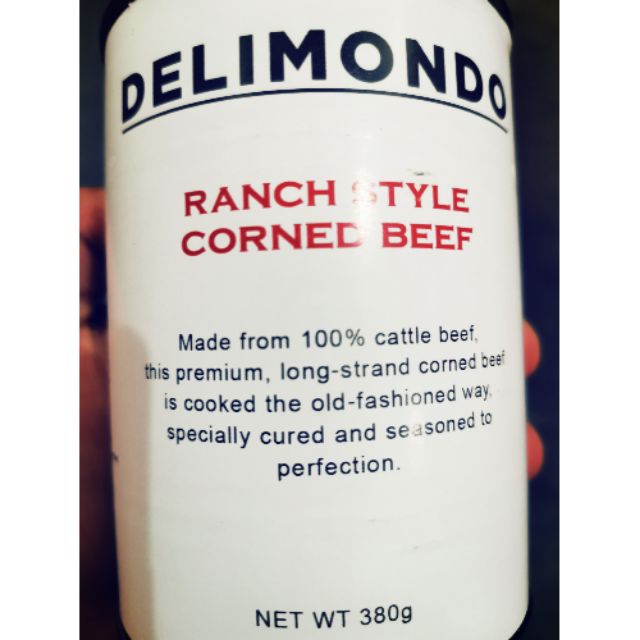 DELIMONDO
RANCH STYLE
CORNED BEEF
Made from 100% cattle beef,
this premium, long-strand corned beef
is cooked the old-fashioned way,
specially cured and seasoned to
perfection.
NET WT 380g